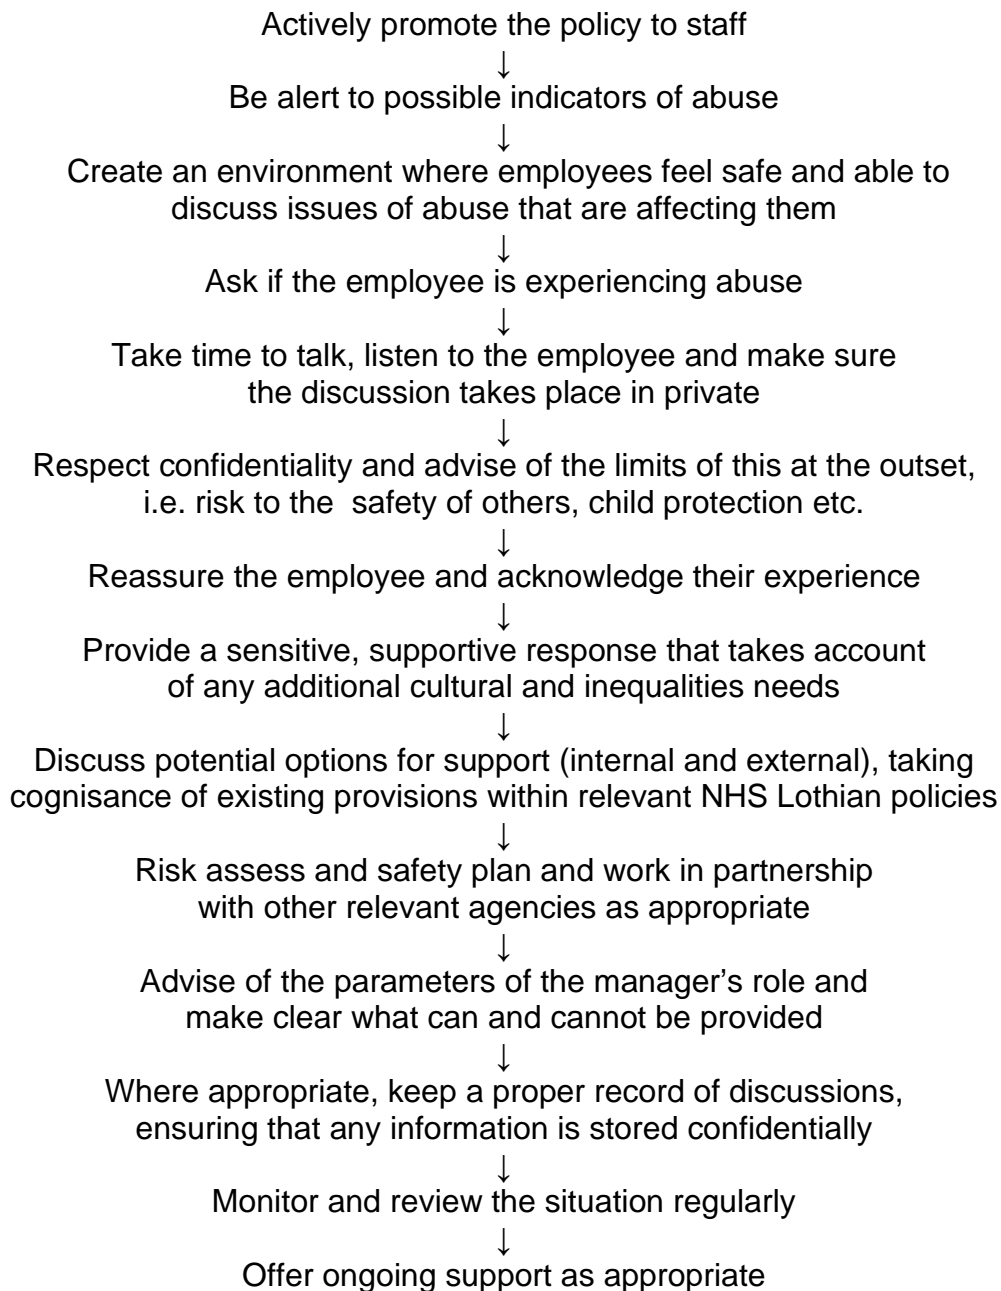 Actively promote the policy to staff
↓
Be alert to possible indicators of abuse
↓
Create an environment where employees feel safe and able to
discuss issues of abuse that are affecting them
↓
Ask if the employee is experiencing abuse
↓
Take time to talk, listen to the employee and make sure
the discussion takes place in private
↓
Respect confidentiality and advise of the limits of this at the outset,
i.e. risk to the  safety of others, child protection etc.
↓
Reassure the employee and acknowledge their experience
↓
Provide a sensitive, supportive response that takes account
of any additional cultural and inequalities needs
↓
Discuss potential options for support (internal and external), taking
cognisance of existing provisions within relevant NHS Lothian policies
↓
Risk assess and safety plan and work in partnership
with other relevant agencies as appropriate
↓
Advise of the parameters of the manager’s role and
make clear what can and cannot be provided
↓
Where appropriate, keep a proper record of discussions,
ensuring that any information is stored confidentially
↓
Monitor and review the situation regularly
↓
Offer ongoing support as appropriate